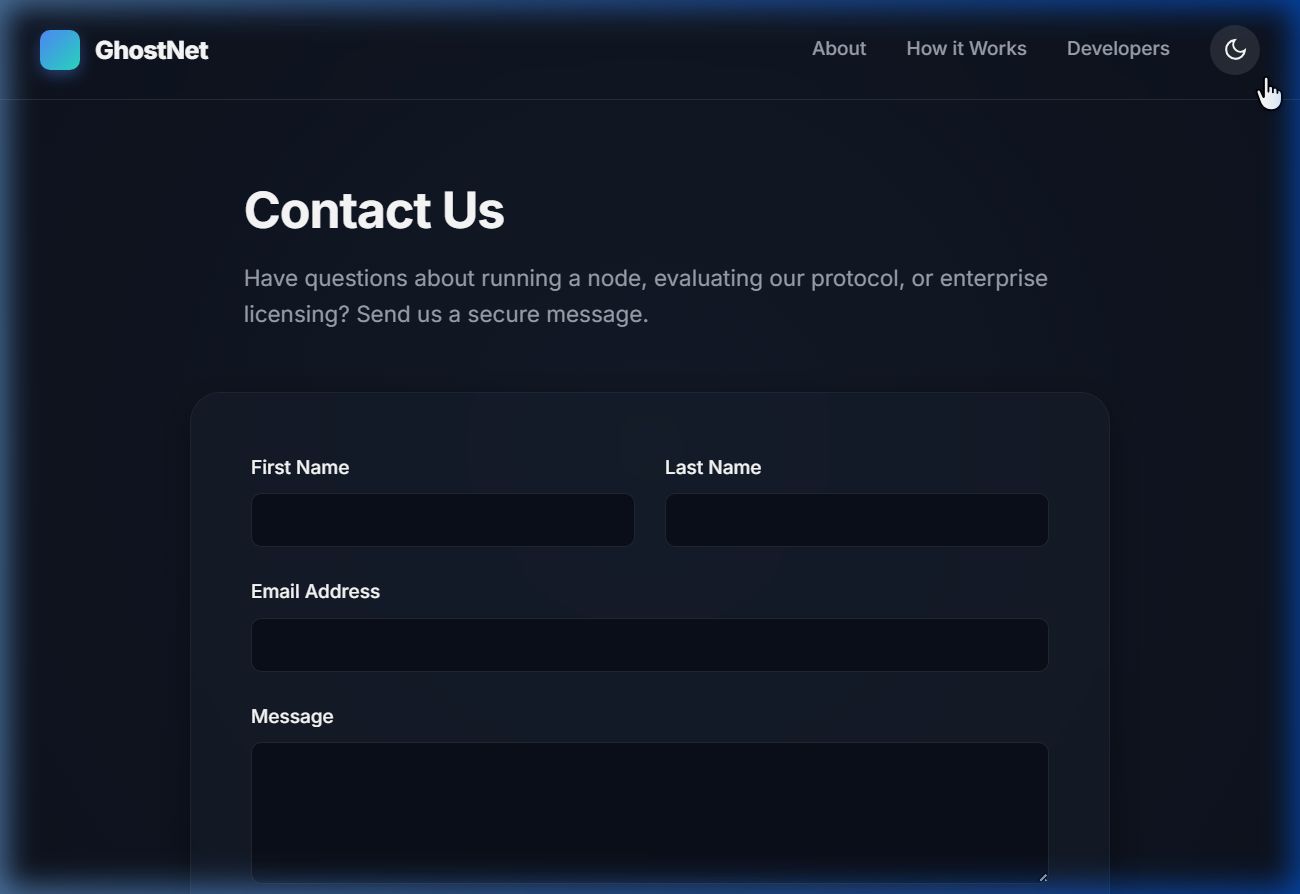 GhostNet
About
How it Works
Developers
Contact Us
Have questions about running a node, evaluating our protocol, or enterprise
licensing? Send us a secure message.
First Name
Last Name
Email Address
Message